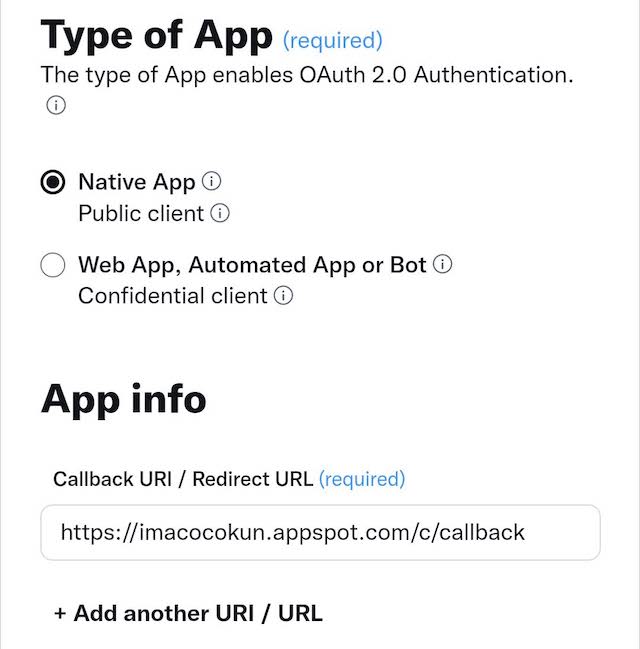 Type of App (required)
The type of App enables OAuth 2.0 Authentication.
Native App
Public client
Web App, Automated App or Bot
Confidential client
App info
Callback URI / Redirect URL (required)
https://imacocokun.appspot.com/c/callback
+ Add another URI / URL